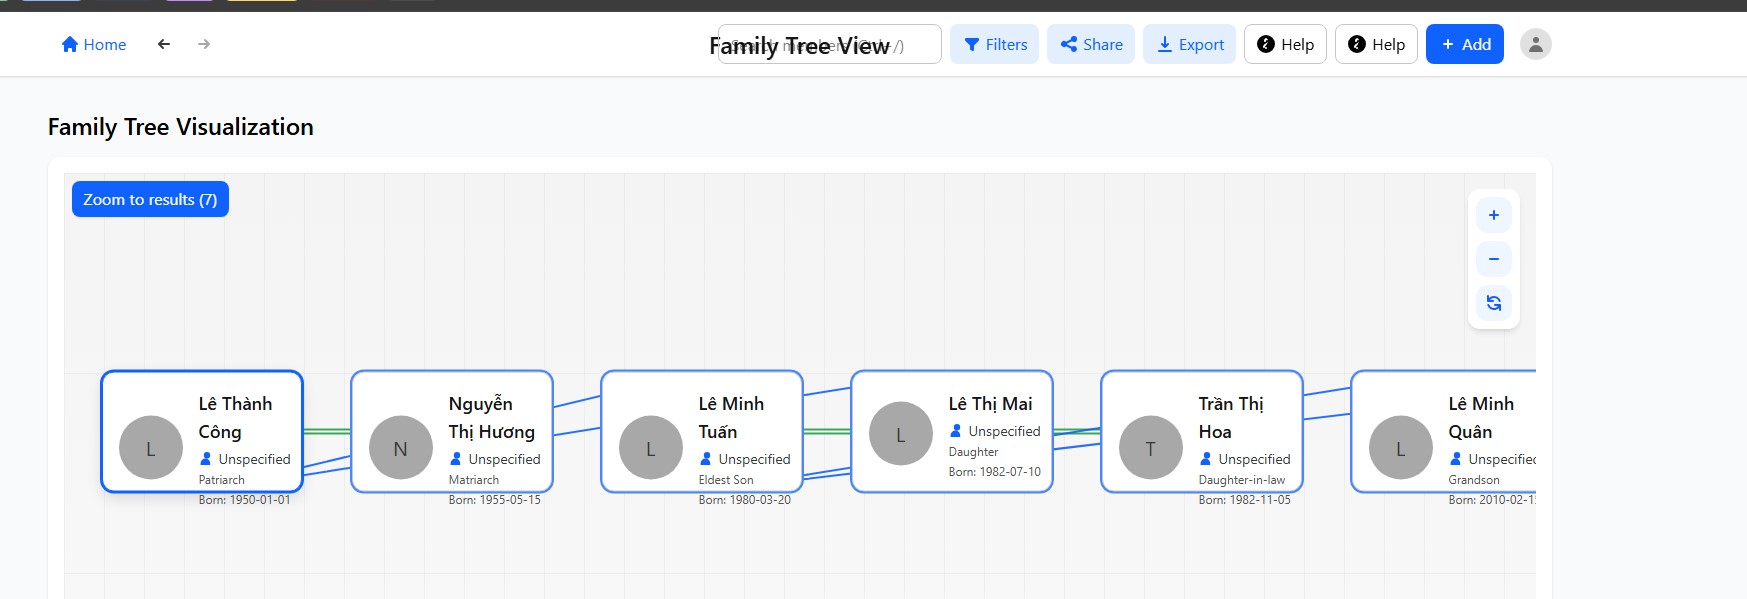 Home
Family Tree View
Search members (Ctrl+/)
Filters
Share
Export
Help
Help
+ Add
Family Tree Visualization
Zoom to results (7)
+
−
L
Lê Thành
Công
Unspecified
Patriarch
Born: 1950-01-01
N
Nguyễn
Thị Hương
Unspecified
Matriarch
Born: 1955-05-15
L
Lê Minh
Tuấn
Unspecified
Eldest Son
Born: 1980-03-20
L
Lê Thị Mai
Unspecified
Daughter
Born: 1982-07-10
T
Trần Thị
Hoa
Unspecified
Daughter-in-law
Born: 1982-11-05
L
Lê Minh
Quân
Unspecified
Grandson
Born: 2010-02-1